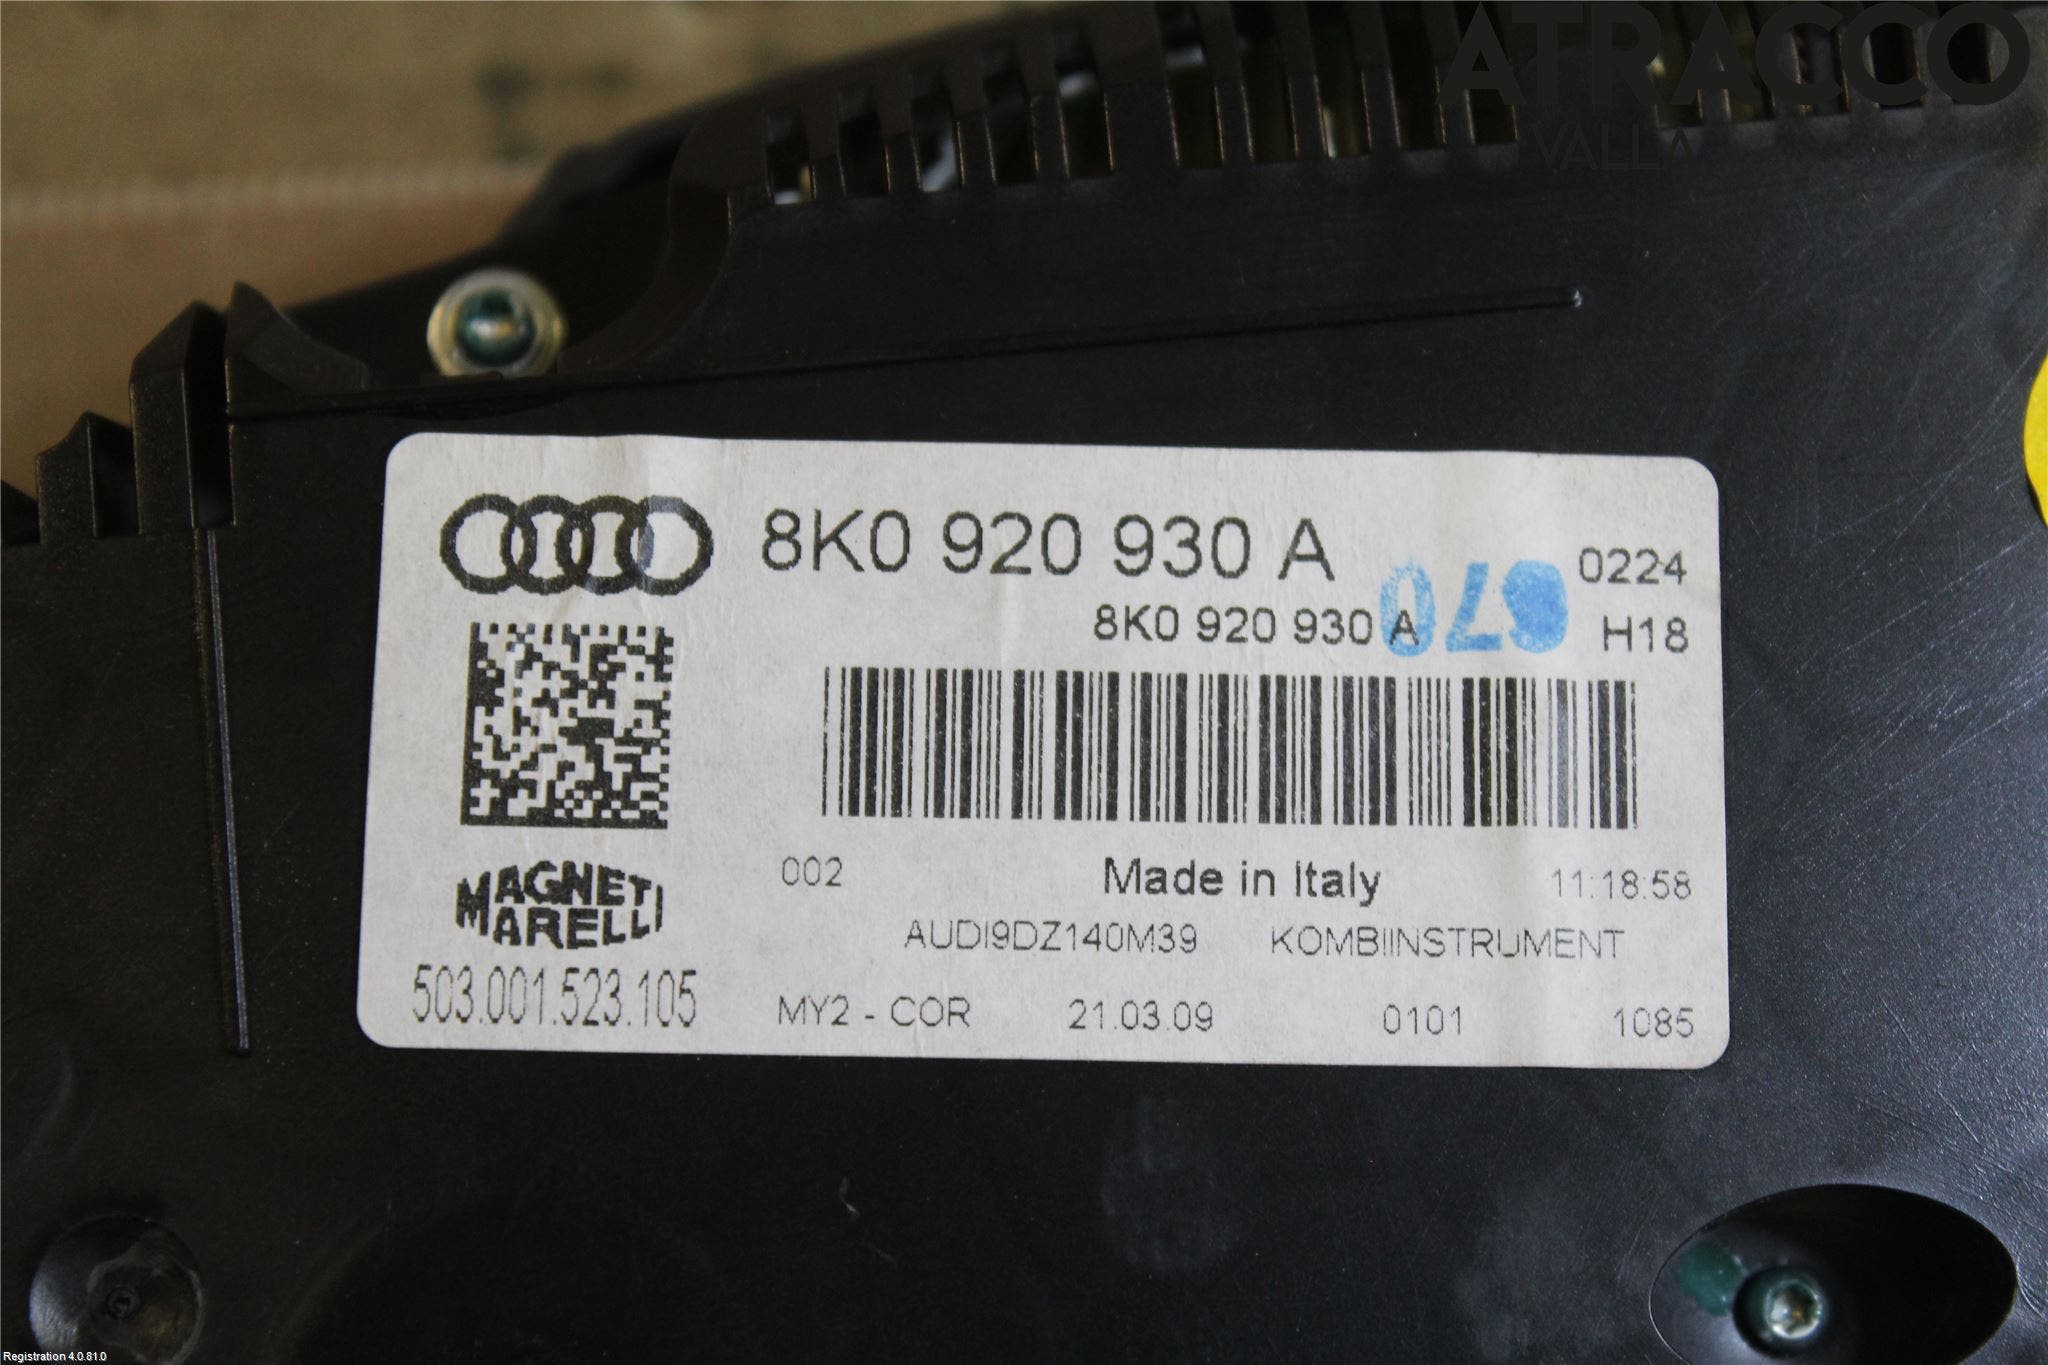 ATRACCO
VALLA
8K0 920 930 A
0224
8K0 920 930 A
H18
MAGNETI
MARELLI
002
Made in Italy
11:18:58
AUDI9DZ140M39 KOMBIINSTRUMENT
503.001.523.105
MY2 - COR 21.03.09 0101 1085
Registration 4.0.81.0